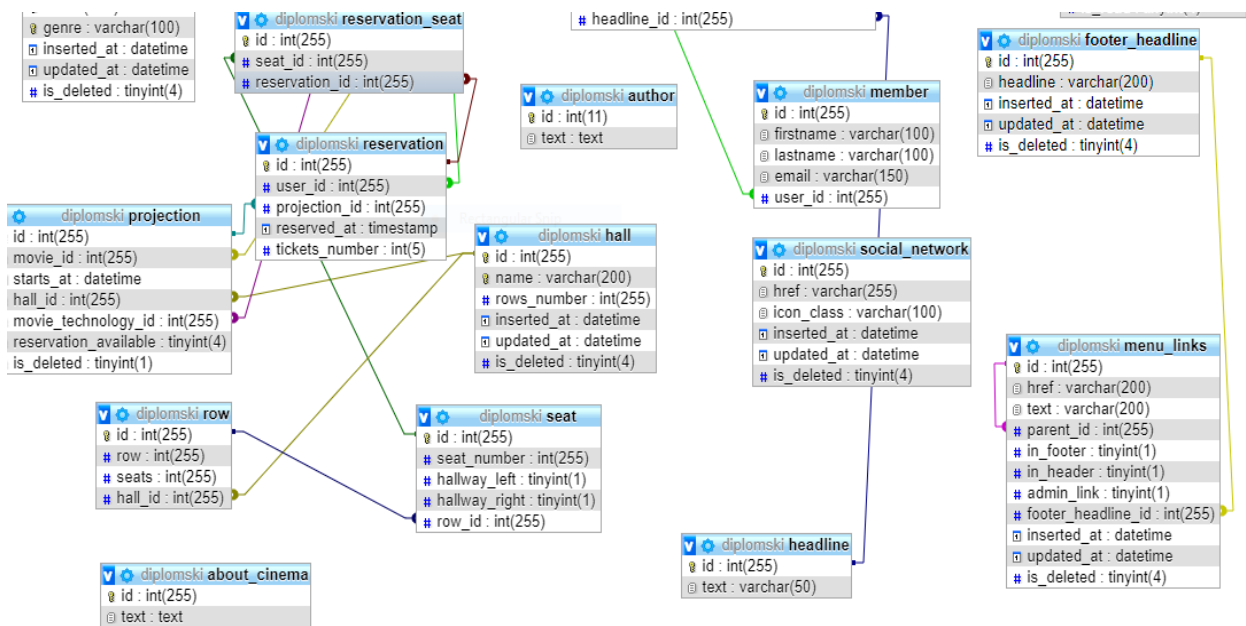 genre : varchar(100)
inserted_at : datetime
updated_at : datetime
is_deleted : tinyint(4)
diplomski reservation_seat
id : int(255)
seat_id : int(255)
reservation_id : int(255)
headline_id : int(255)
diplomski footer_headline
id : int(255)
headline : varchar(200)
inserted_at : datetime
updated_at : datetime
is_deleted : tinyint(4)
diplomski author
id : int(11)
text : text
diplomski member
id : int(255)
firstname : varchar(100)
lastname : varchar(100)
email : varchar(150)
user_id : int(255)
diplomski reservation
id : int(255)
user_id : int(255)
projection_id : int(255)
reserved_at : timestamp
tickets_number : int(5)
diplomski projection
id : int(255)
movie_id : int(255)
starts_at : datetime
hall_id : int(255)
movie_technology_id : int(255)
reservation_available : tinyint(4)
is_deleted : tinyint(1)
Rectangular Snip
diplomski hall
id : int(255)
name : varchar(200)
rows_number : int(255)
inserted_at : datetime
updated_at : datetime
is_deleted : tinyint(4)
diplomski social_network
id : int(255)
href : varchar(255)
icon_class : varchar(100)
inserted_at : datetime
updated_at : datetime
is_deleted : tinyint(4)
diplomski menu_links
id : int(255)
href : varchar(200)
text : varchar(200)
parent_id : int(255)
in_footer : tinyint(1)
in_header : tinyint(1)
admin_link : tinyint(1)
footer_headline_id : int(255)
inserted_at : datetime
updated_at : datetime
is_deleted : tinyint(4)
diplomski row
id : int(255)
row : int(255)
seats : int(255)
hall_id : int(255)
diplomski seat
id : int(255)
seat_number : int(255)
hallway_left : tinyint(1)
hallway_right : tinyint(1)
row_id : int(255)
diplomski headline
id : int(255)
text : varchar(50)
diplomski about_cinema
id : int(255)
text : text